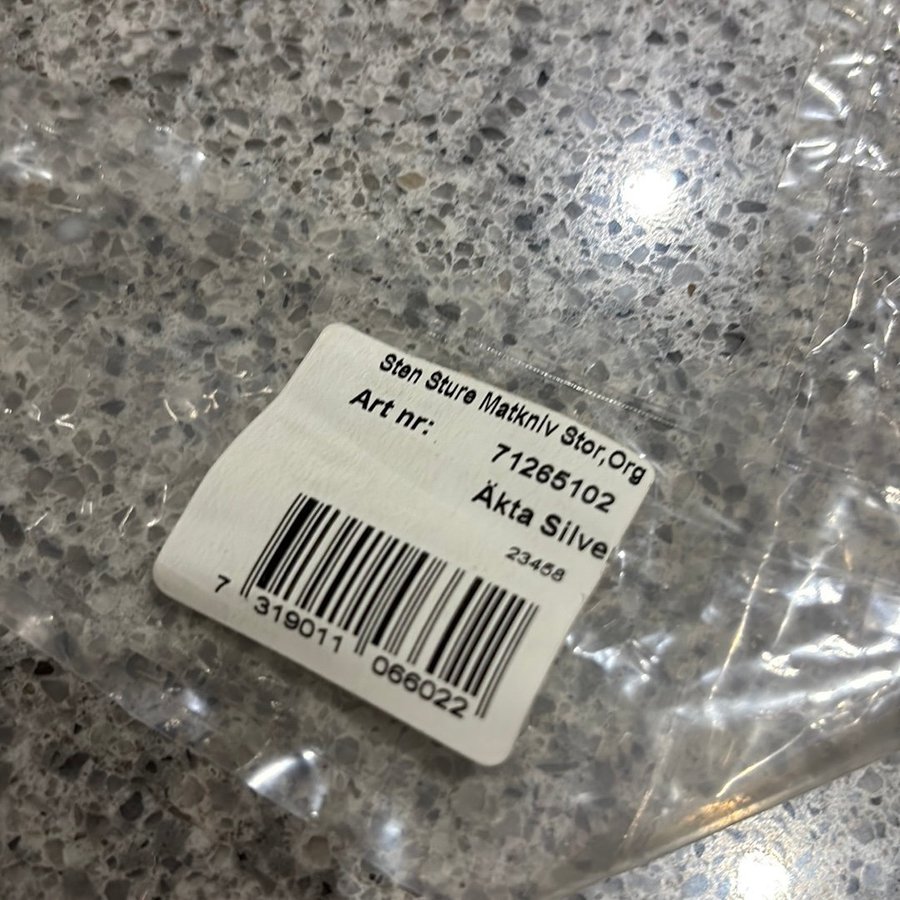 Sten Sture Matkniv Stor,Org
Art nr:
71265102
Äkta Silve
23458
7 319011 066022